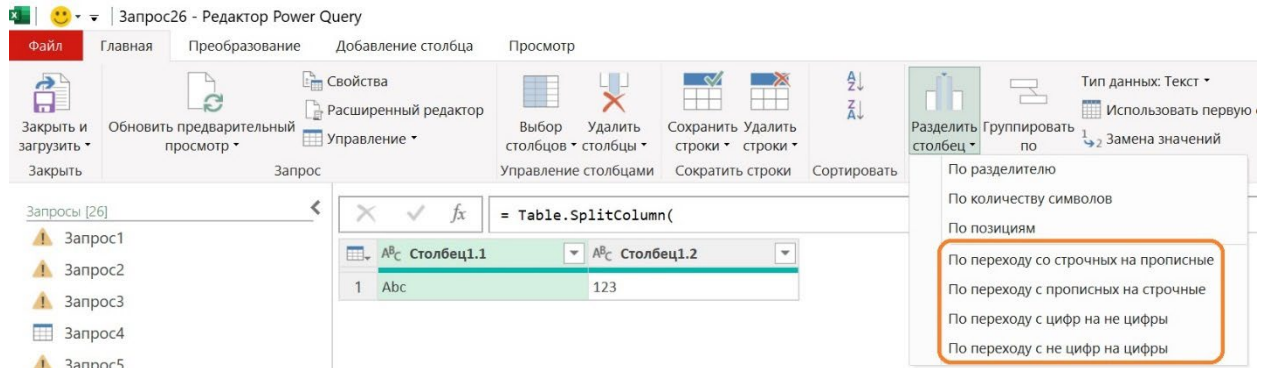 Запрос26 - Редактор Power Query
Файл Главная Преобразование Добавление столбца Просмотр
Закрыть и загрузить
Закрыть
Обновить предварительный просмотр
Свойства
Расширенный редактор
Управление
Запрос
Выбор столбцов
Удалить столбцы
Управление столбцами
Сохранить строки
Удалить строки
Сократить строки
Сортировать
Разделить столбец
Группировать по
Тип данных: Текст
Использовать первую
Замена значений
По разделителю
По количеству символов
По позициям
По переходу со строчных на прописные
По переходу с прописных на строчные
По переходу с цифр на не цифры
По переходу с не цифр на цифры
Запросы [26]
Запрос1
Запрос2
Запрос3
Запрос4
Запрос5
fx = Table.SplitColumn(
ABC Столбец1.1 ABC Столбец1.2
1 Abc 123